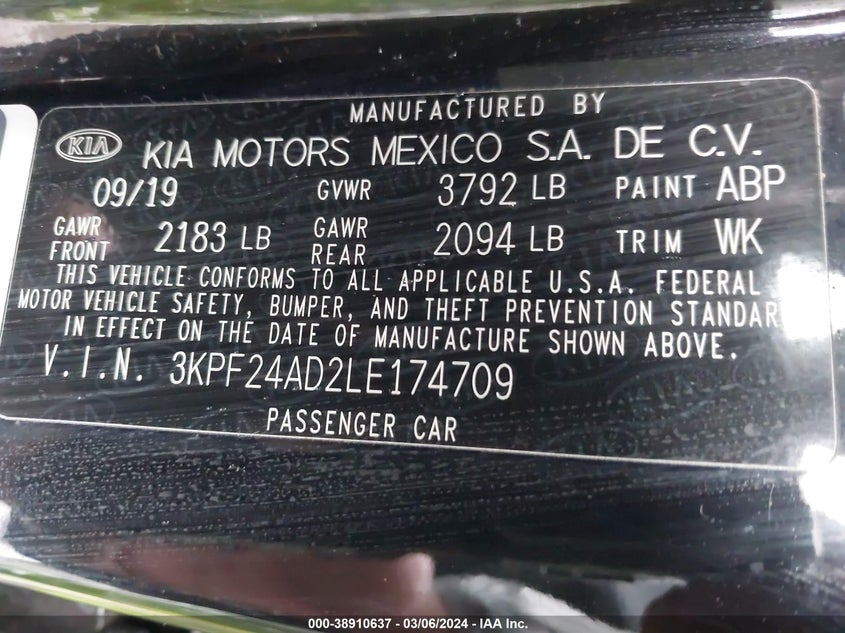 MANUFACTURED BY
KIA KIA MOTORS MEXICO S.A. DE C.V.
09/19 GVWR 3792 LB PAINT ABP
GAWR FRONT 2183 LB GAWR REAR 2094 LB TRIM WK
THIS VEHICLE CONFORMS TO ALL APPLICABLE U.S.A. FEDERAL
MOTOR VEHICLE SAFETY, BUMPER, AND THEFT PREVENTION STANDAR
IN EFFECT ON THE DATE OF MANUFACTURE SHOWN ABOVE.
V.I.N. 3KPF24AD2LE174709
PASSENGER CAR
000-38910637 - 03/06/2024 - IAA Inc.